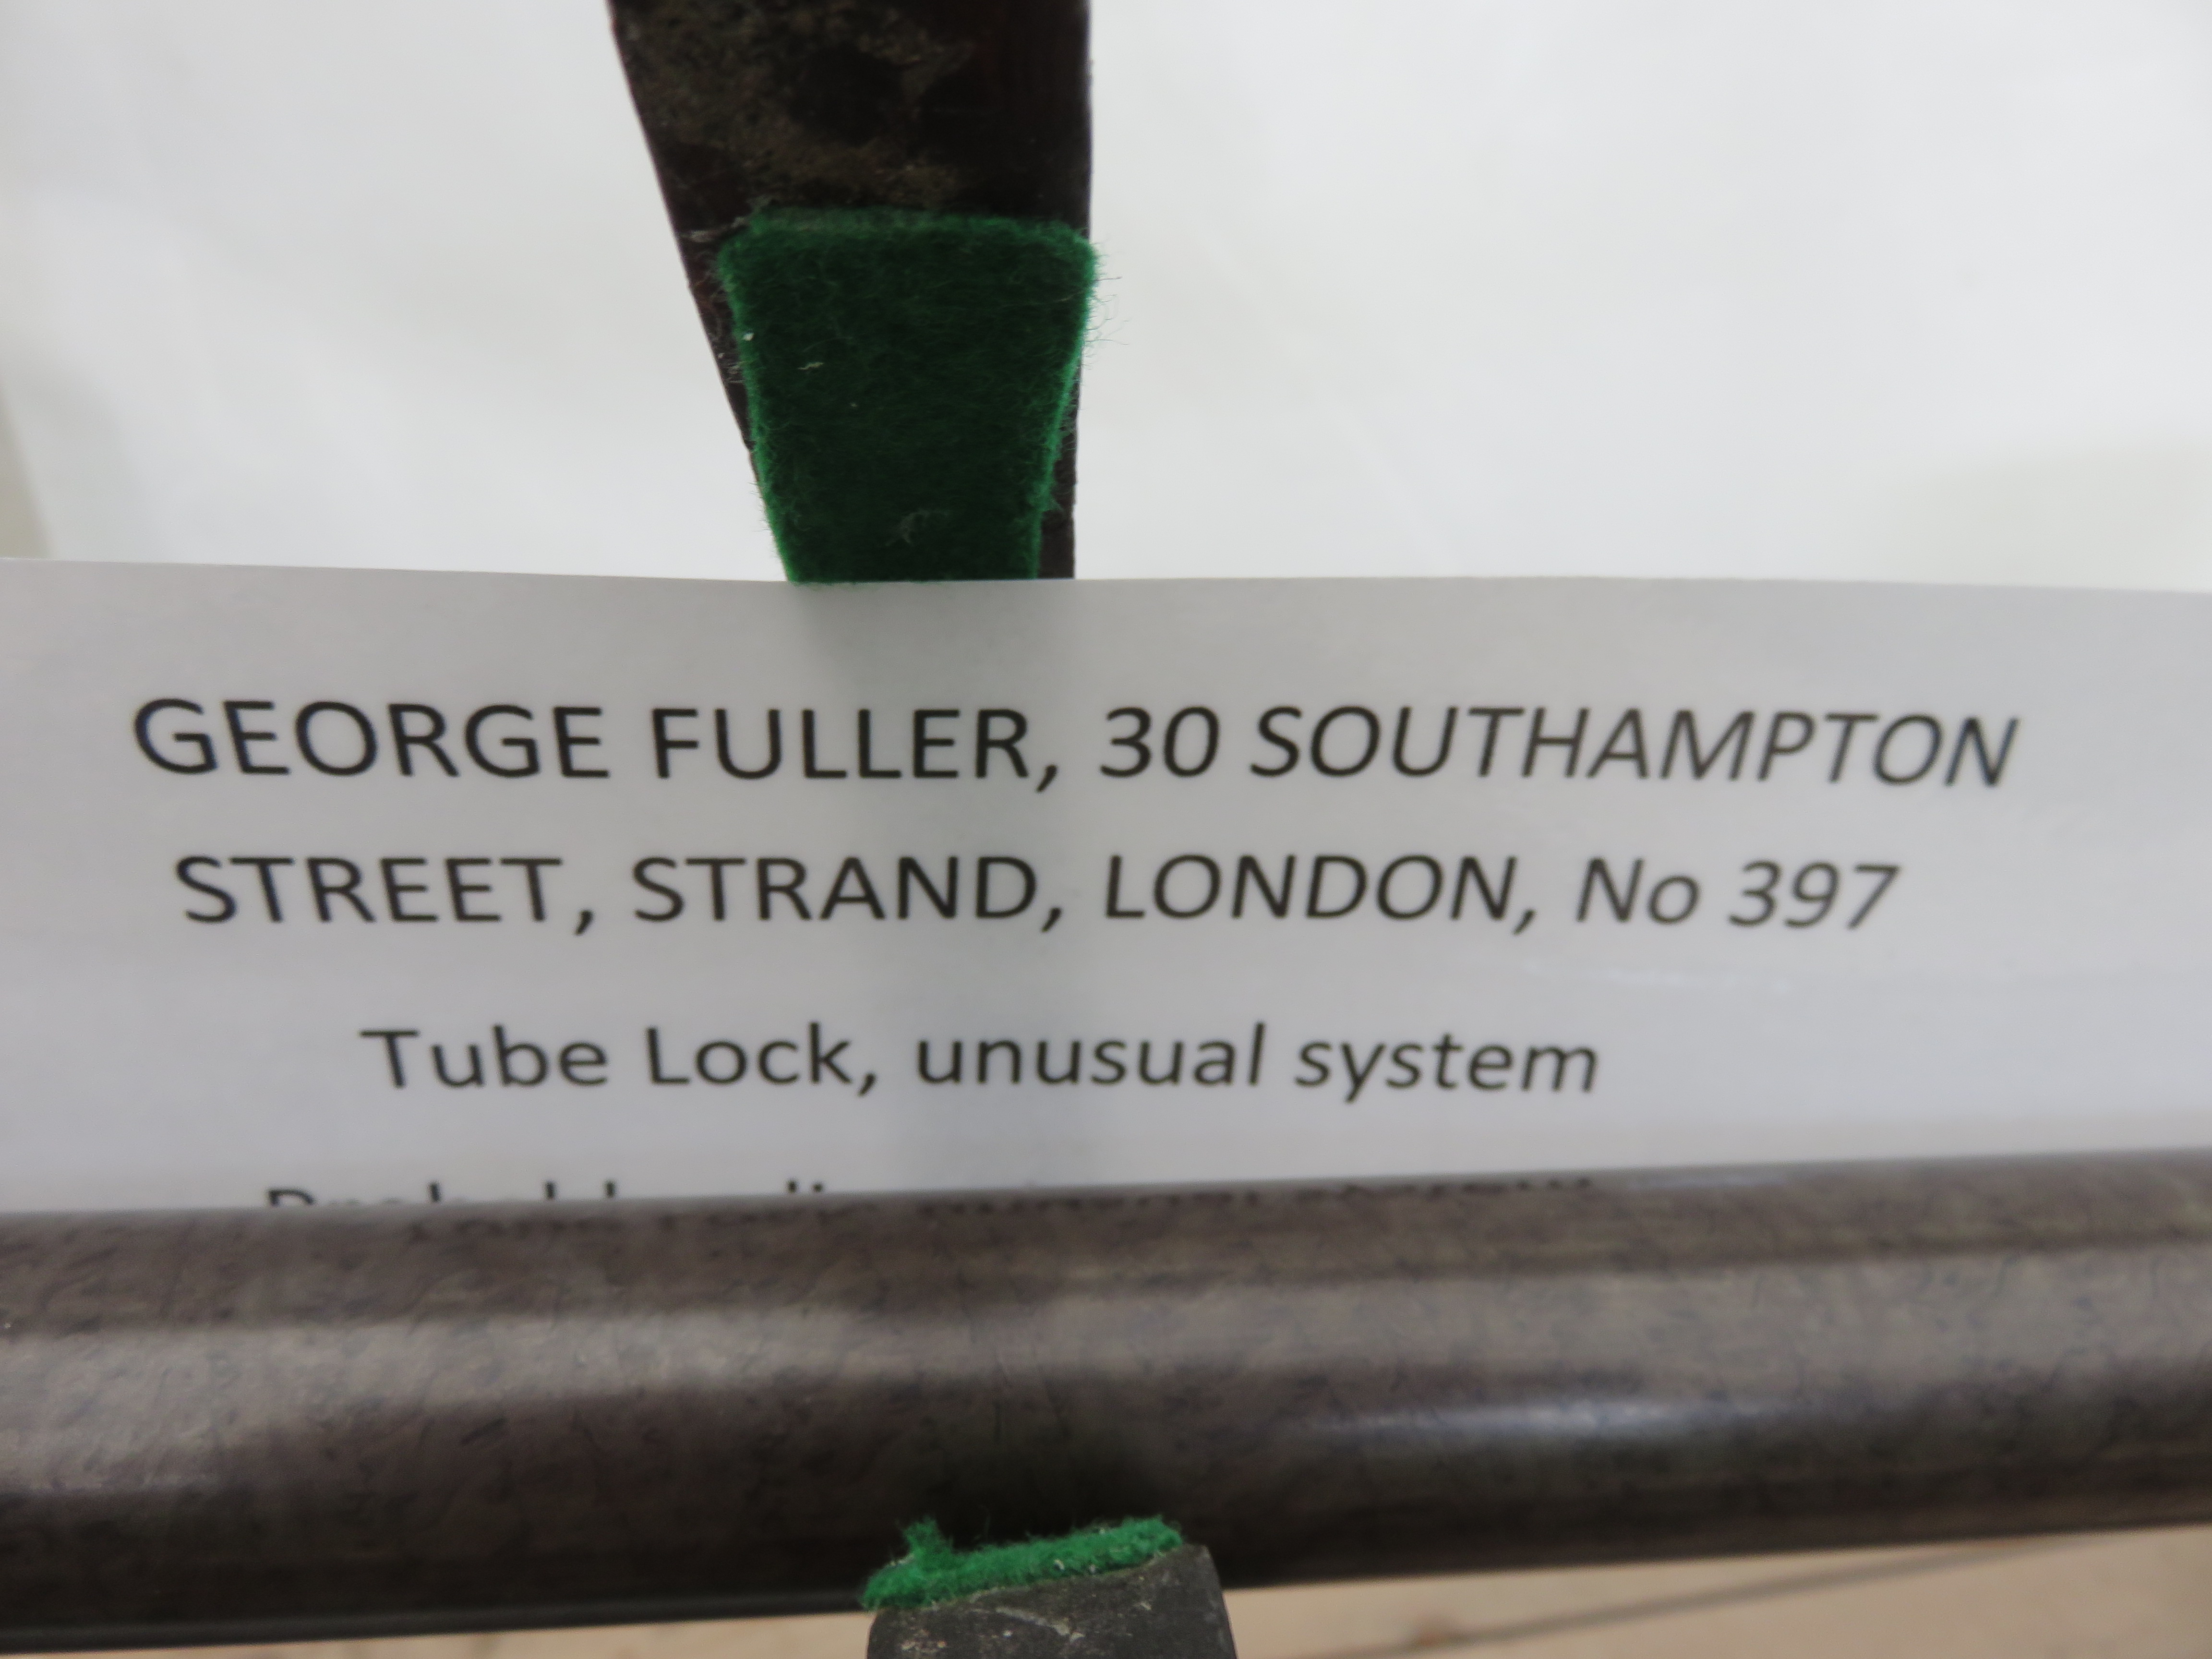 GEORGE FULLER, 30 SOUTHAMPTON
STREET, STRAND, LONDON, No 397
Tube Lock, unusual system